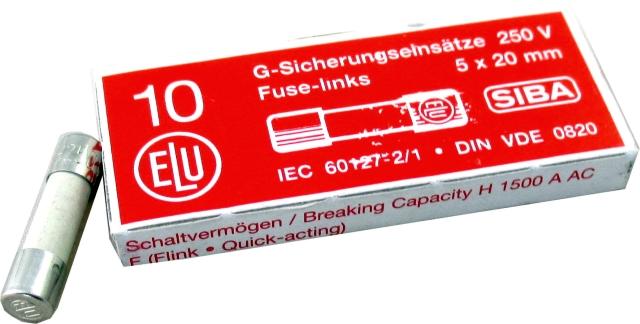 10
ELU
G-Sicherungseinsätze 250 V
Fuse-links 5 x 20 mm
SIBA
IEC 60127-2/1 • DIN VDE 0820
Schaltvermögen / Breaking Capacity H 1500 A AC
F (Flink • Quick-acting)
ELU